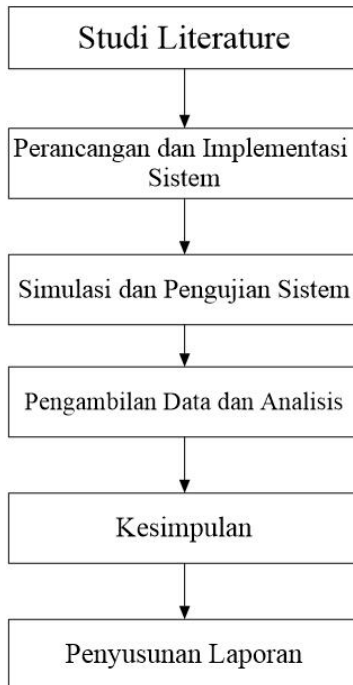 Studi Literature
Perancangan dan Implementasi
Sistem
Simulasi dan Pengujian Sistem
Pengambilan Data dan Analisis
Kesimpulan
Penyusunan Laporan